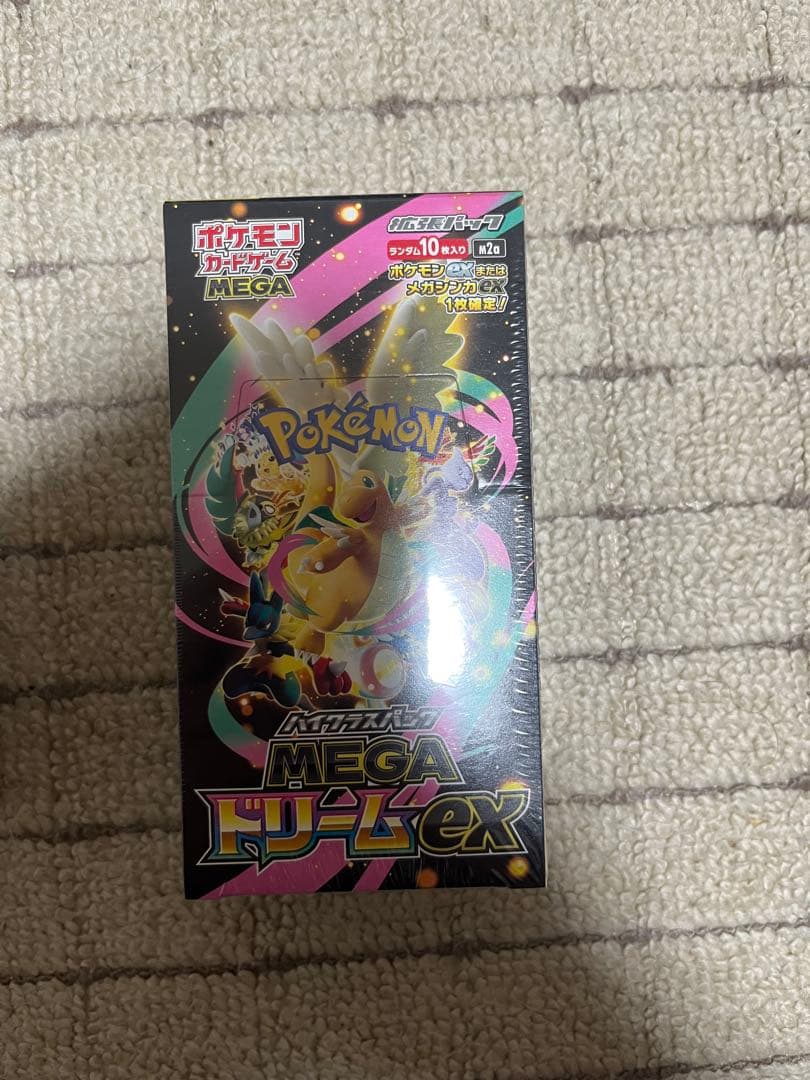 ポケモン
カードゲーム
MEGA
拡張パック
ランダム10枚入り M2a
ポケモンexまたは
メガシンカex
1枚確定!
POKéMON
ハイクラスパック
MEGA
ドリームex